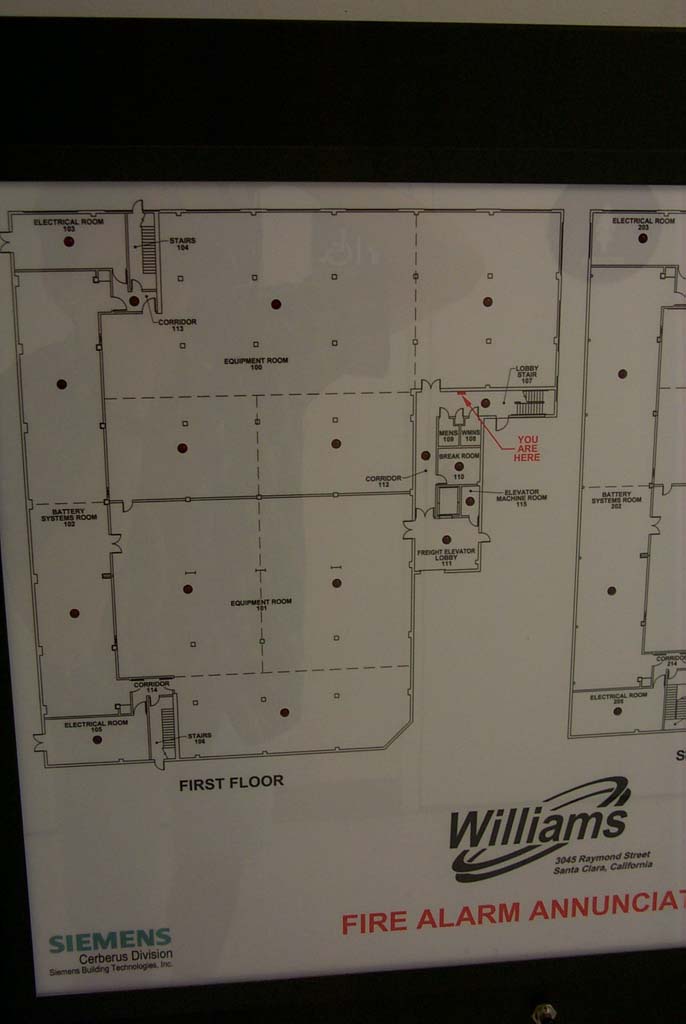 ELECTRICAL ROOM
103
STAIRS
104
CORRIDOR
113
EQUIPMENT ROOM
100
LOBBY
STAIR
107
MENS
109
WMNS
108
YOU
ARE
HERE
BREAK ROOM
110
CORRIDOR
112
ELEVATOR
MACHINE ROOM
115
BATTERY
SYSTEMS ROOM
102
FREIGHT ELEVATOR
LOBBY
111
EQUIPMENT ROOM
101
CORRIDOR
114
ELECTRICAL ROOM
105
STAIRS
106
FIRST FLOOR
ELECTRICAL ROOM
203
BATTERY
SYSTEMS ROOM
202
CORRIDOR
214
ELECTRICAL ROOM
205
S
Williams
3045 Raymond Street
Santa Clara, California
FIRE ALARM ANNUNCIAT
SIEMENS
Cerberus Division
Siemens Building Technologies, Inc.